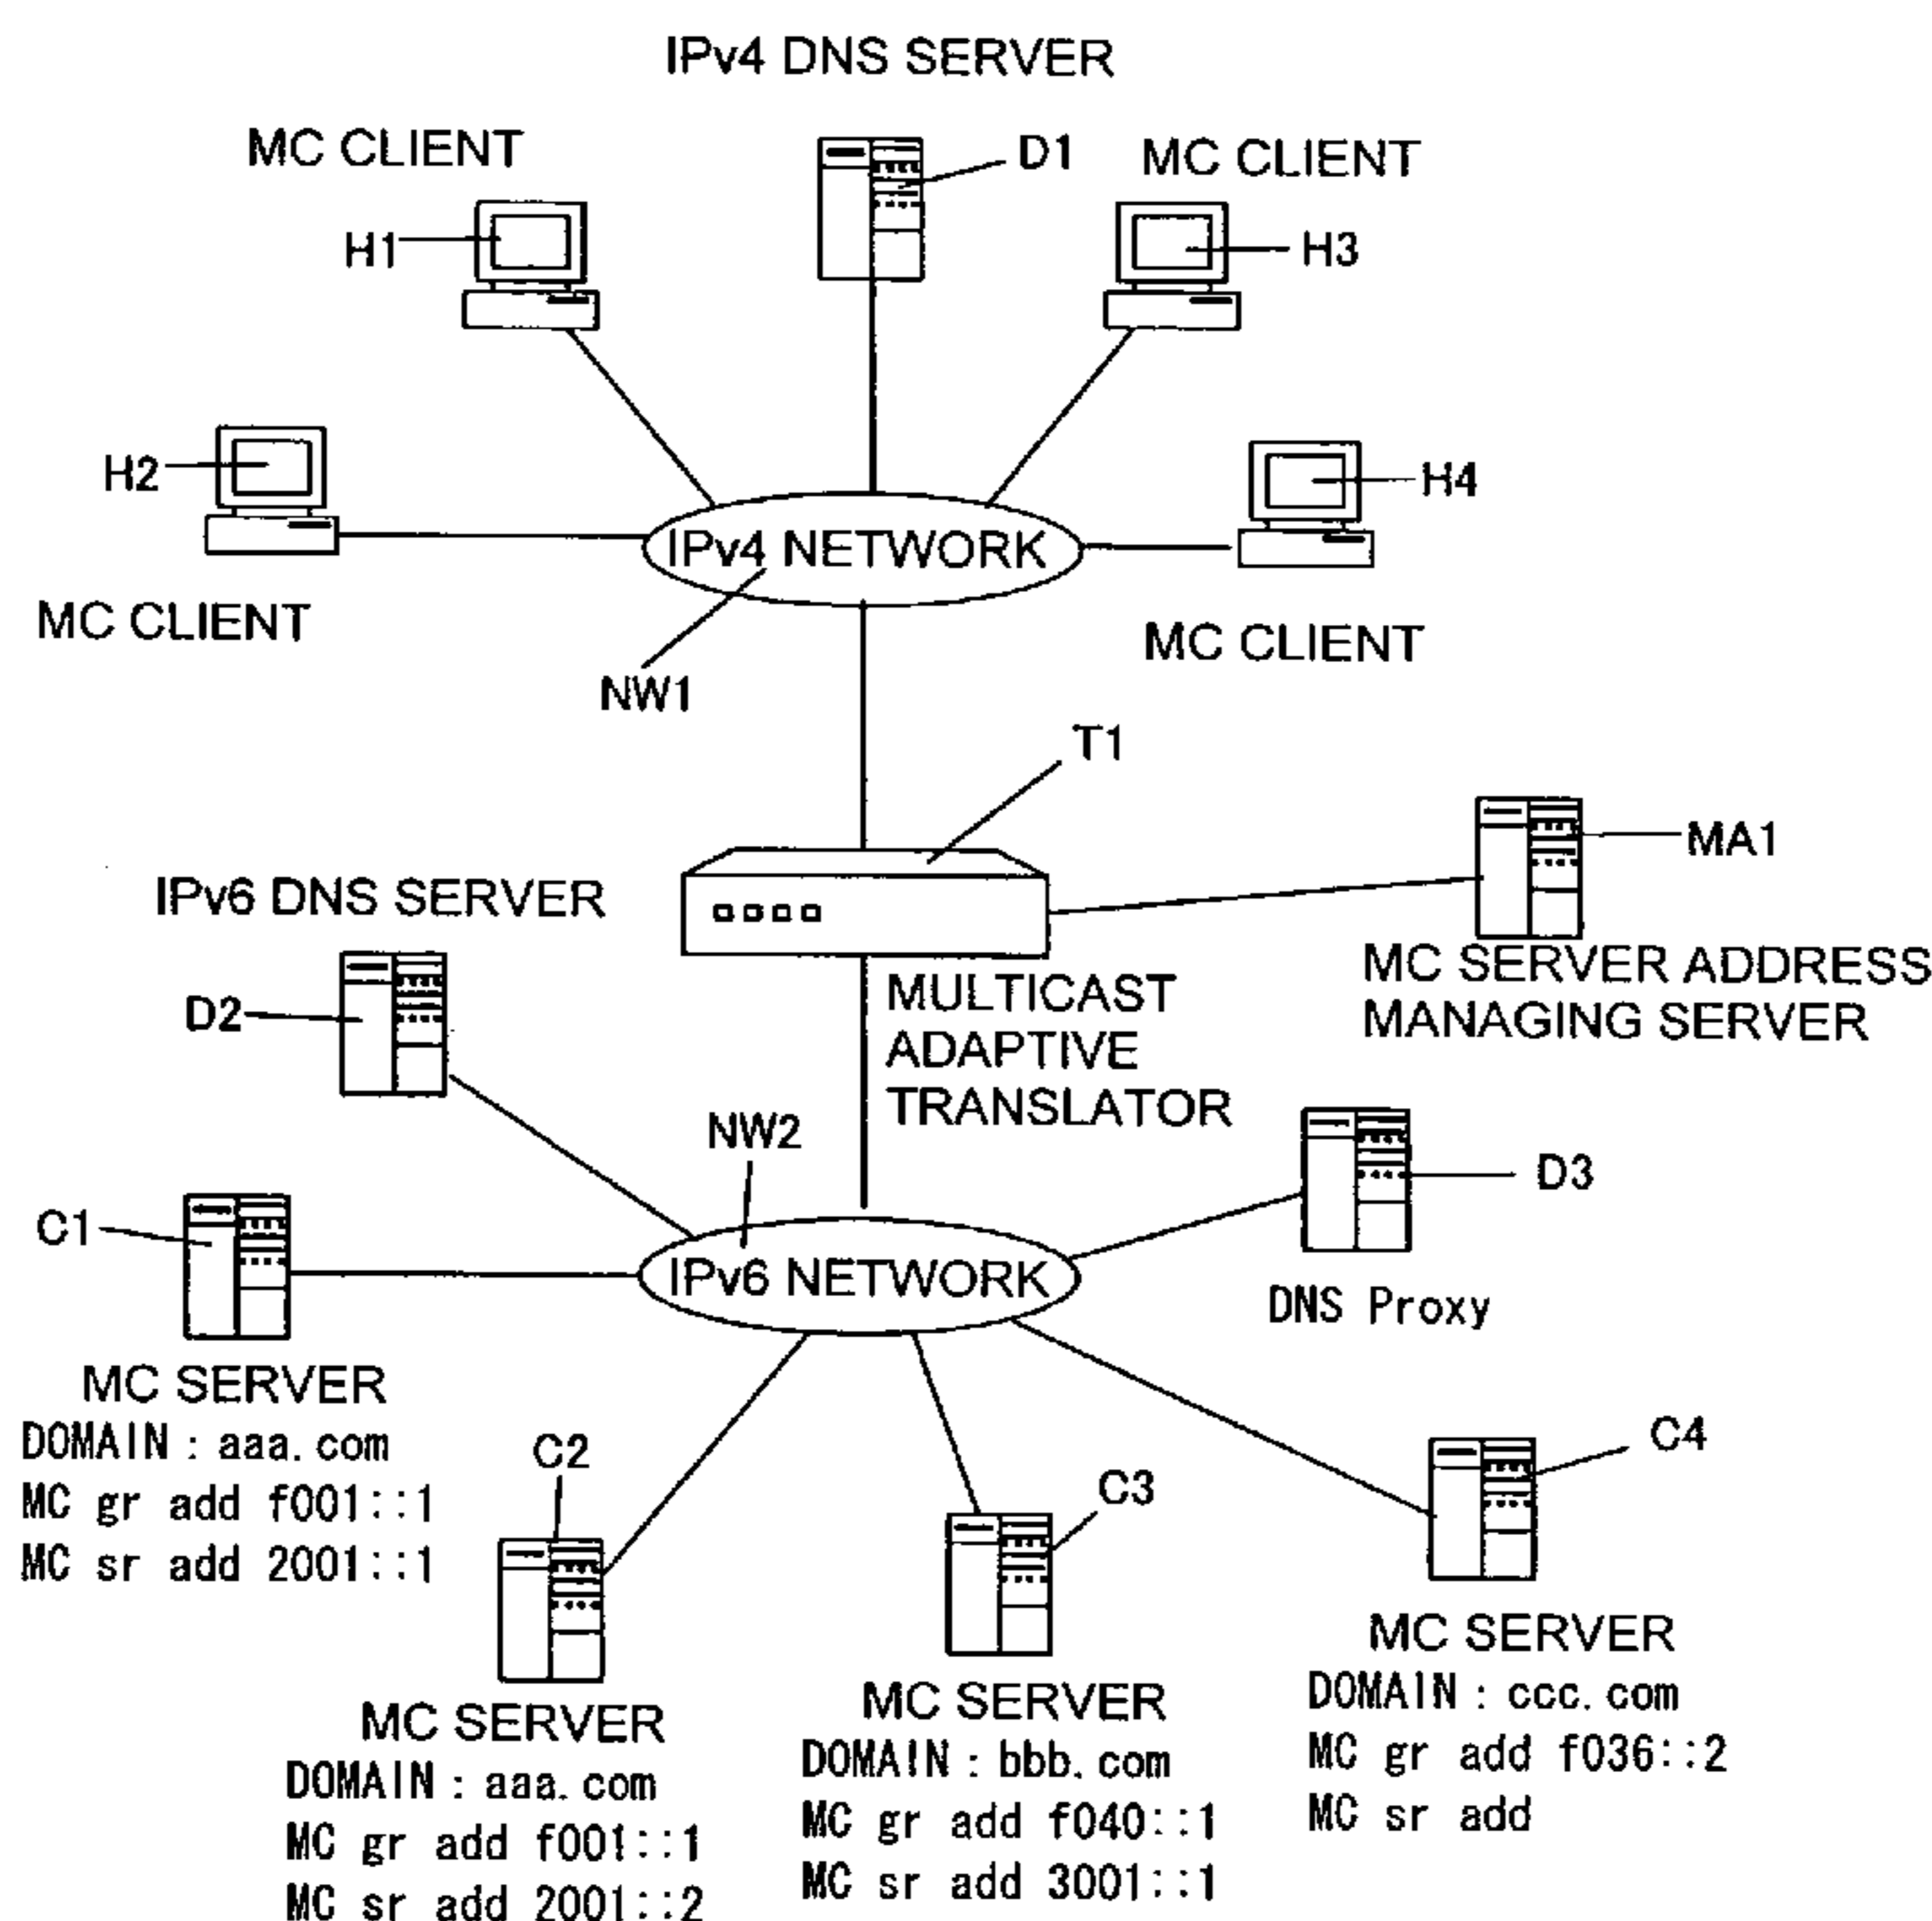 IPv4 DNS SERVER
MC CLIENT
D1
MC CLIENT
H1
H3
H2
H4
IPv4 NETWORK
MC CLIENT
MC CLIENT
NW1
T1
MA1
IPv6 DNS SERVER
MC SERVER ADDRESS
MANAGING SERVER
D2
MULTICAST
ADAPTIVE
TRANSLATOR
NW2
D3
C1
IPv6 NETWORK
DNS Proxy
MC SERVER
DOMAIN : aaa.com
MC gr add f001::1
MC sr add 2001::1
C2
C3
C4
MC SERVER
DOMAIN : aaa.com
MC gr add f001::1
MC sr add 2001::2
MC SERVER
DOMAIN : bbb.com
MC gr add f040::1
MC sr add 3001::1
MC SERVER
DOMAIN : ccc.com
MC gr add f036::2
MC sr add